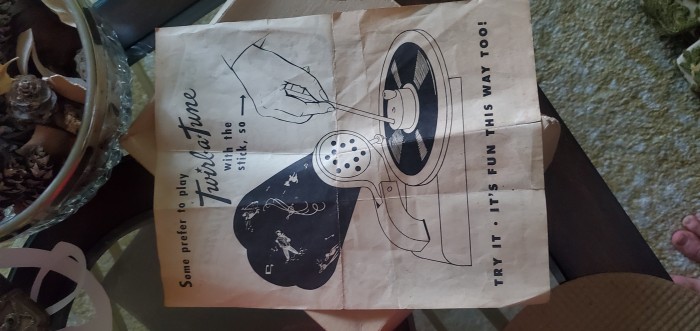 Some prefer to play
Twirl-a-Tune
with the
stick, so →
TRY IT · IT'S FUN THIS WAY TOO!